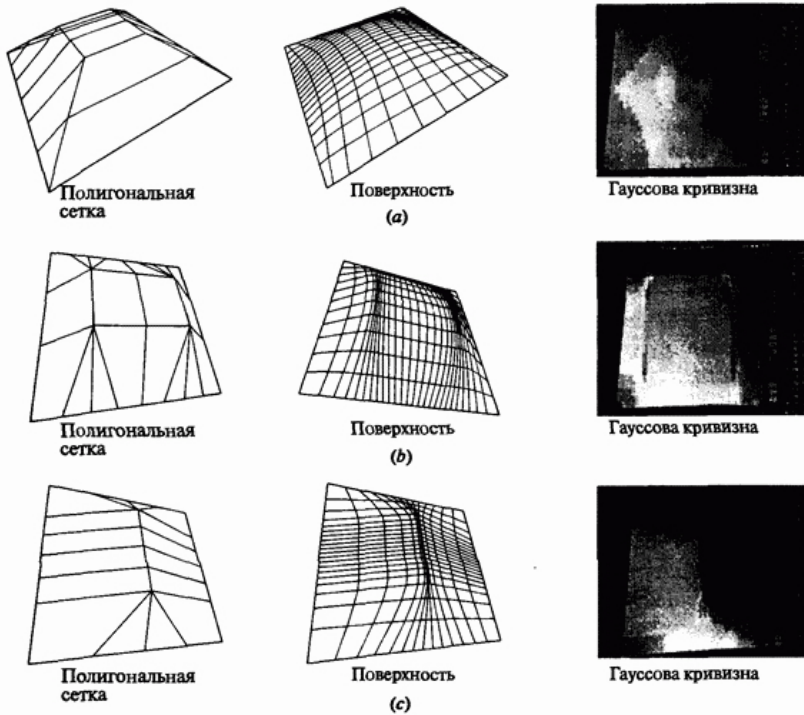 Полигональная
сетка
Поверхность
Гауссова кривизна
(a)
Полигональная
сетка
Поверхность
Гауссова кривизна
(b)
Полигональная
сетка
Поверхность
Гауссова кривизна
(c)